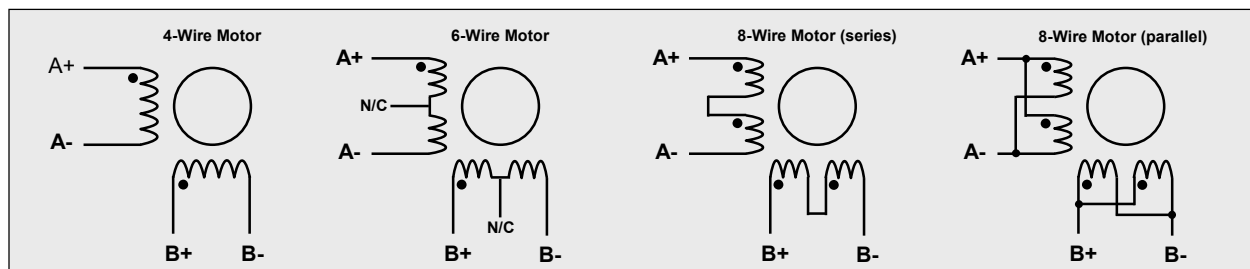 4-Wire Motor
A+
A-
B+ B-
6-Wire Motor
A+
N/C
A-
N/C
B+ B-
8-Wire Motor (series)
A+
A-
B+ B-
8-Wire Motor (parallel)
A+
A-
B+ B-